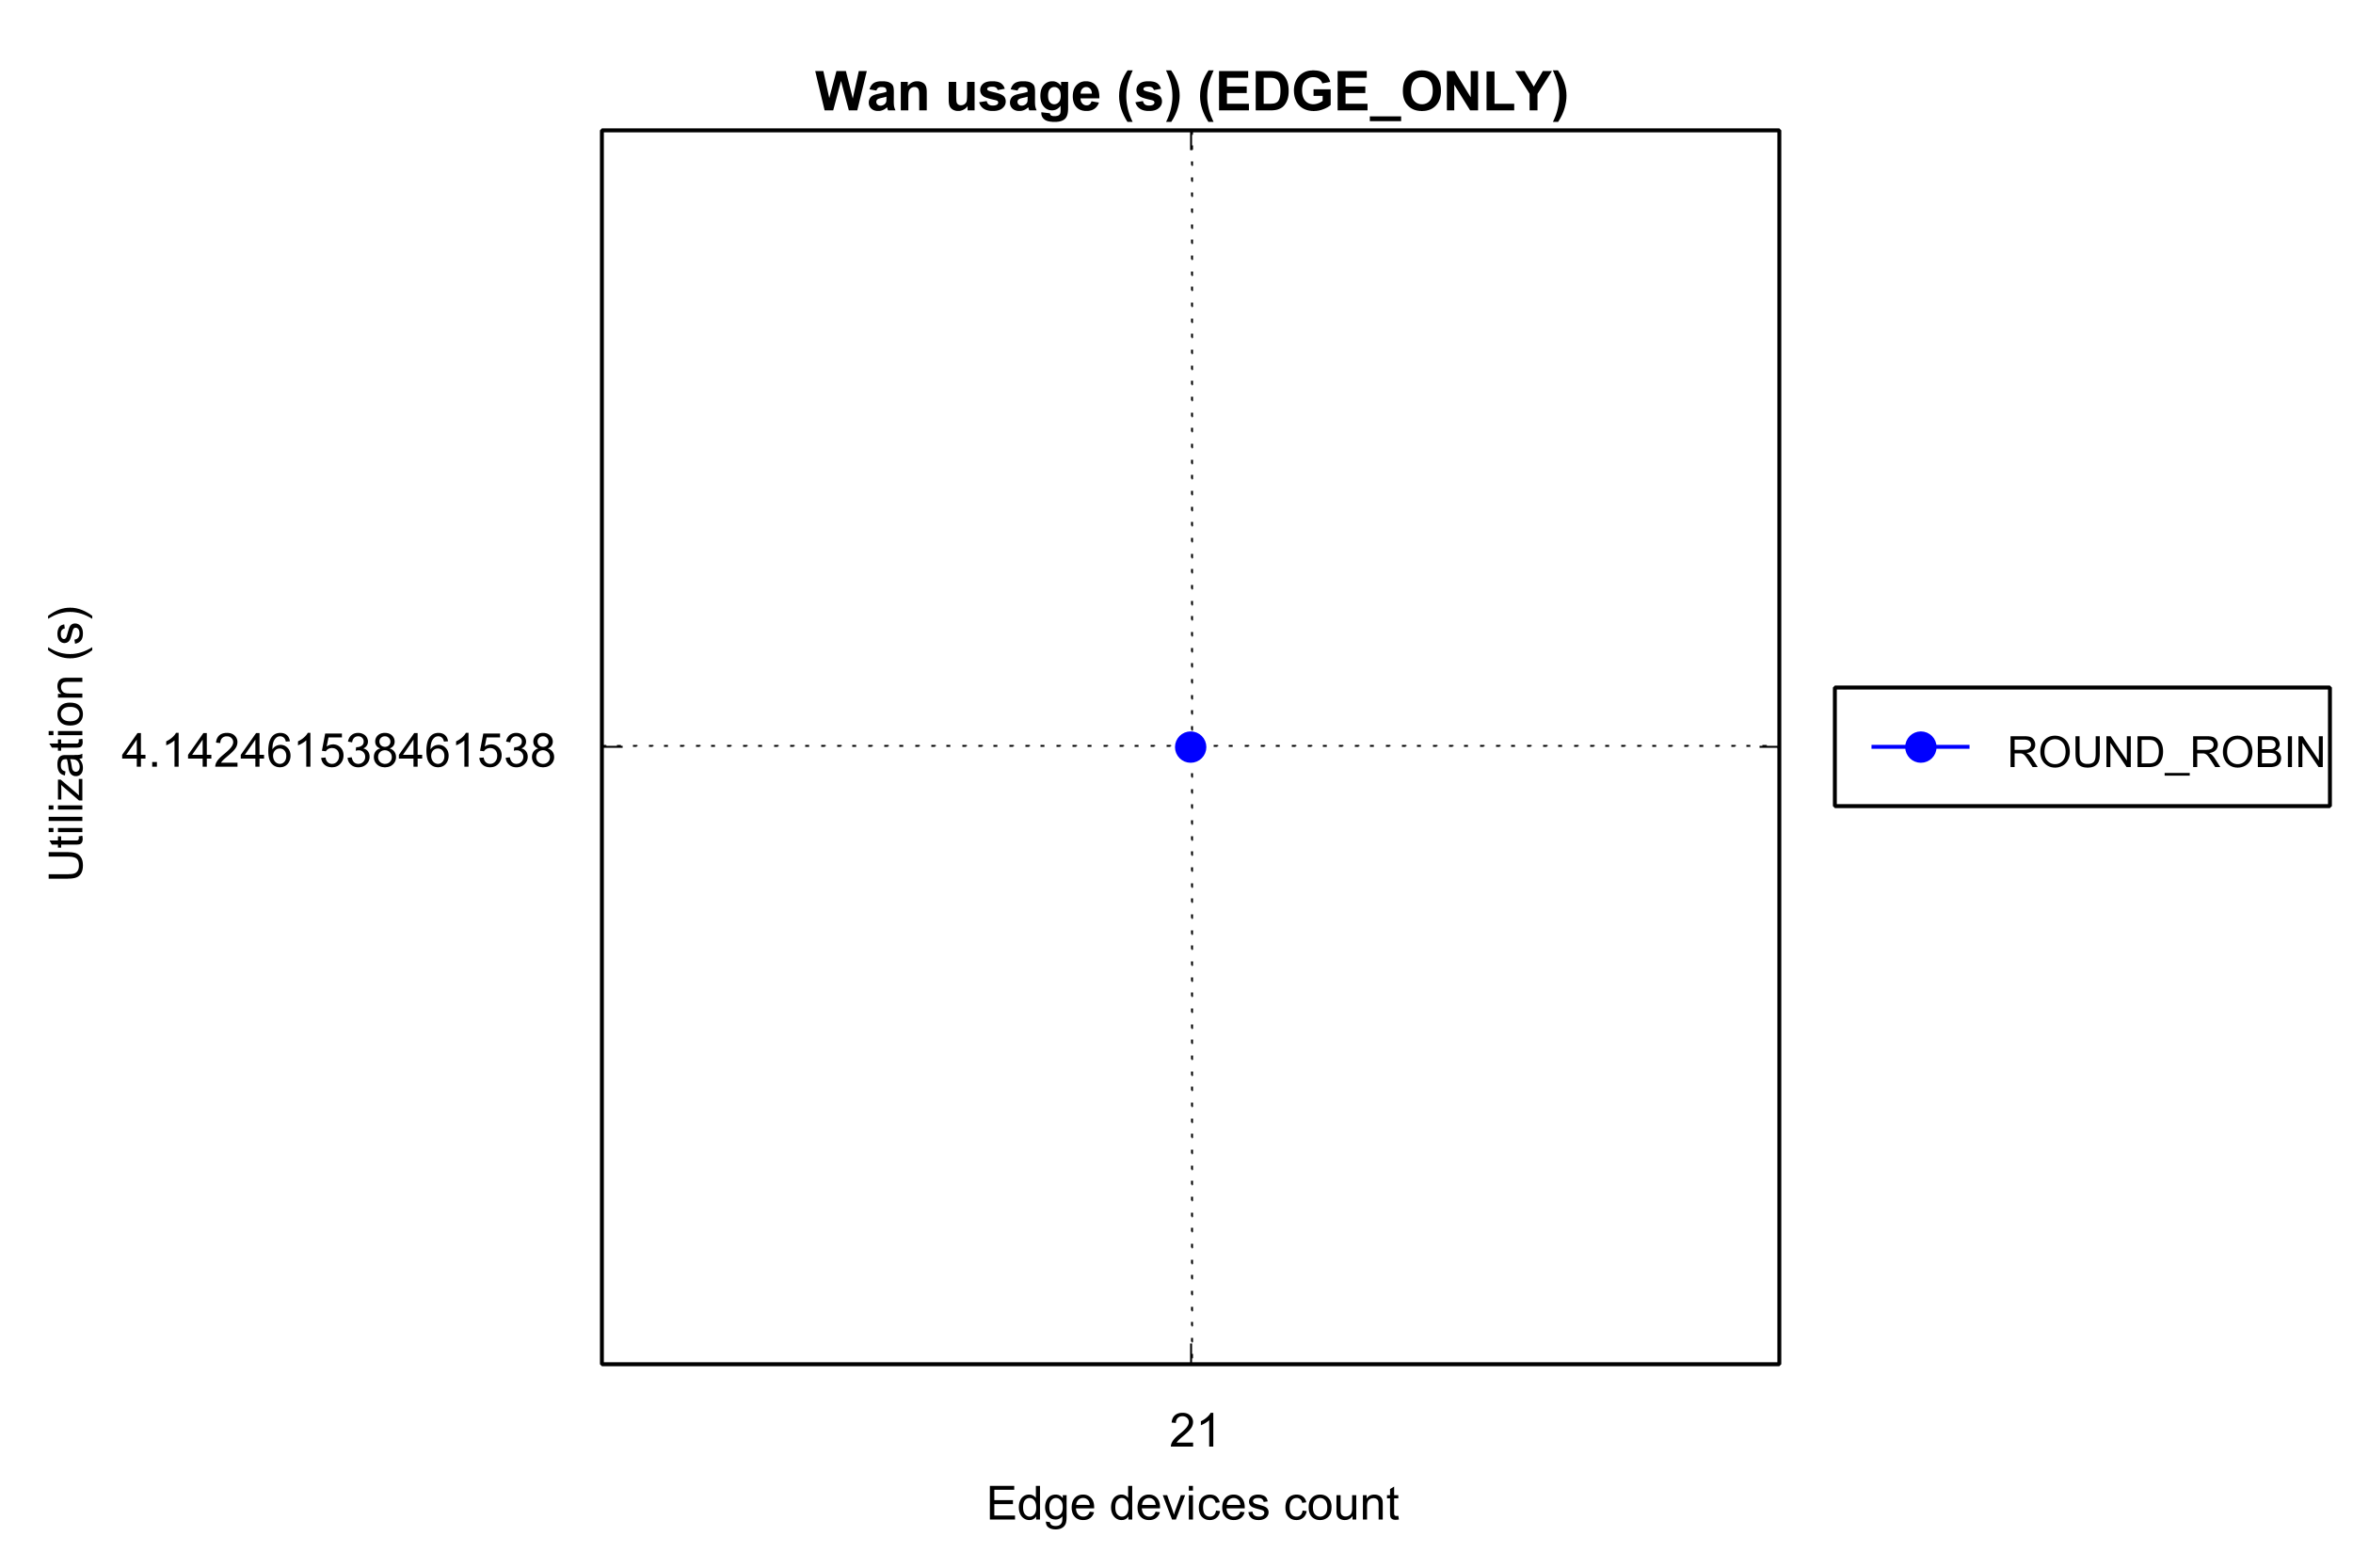 Wan usage (s) (EDGE_ONLY)
Utilization (s)
4.142461538461538
ROUND_ROBIN
21
Edge devices count